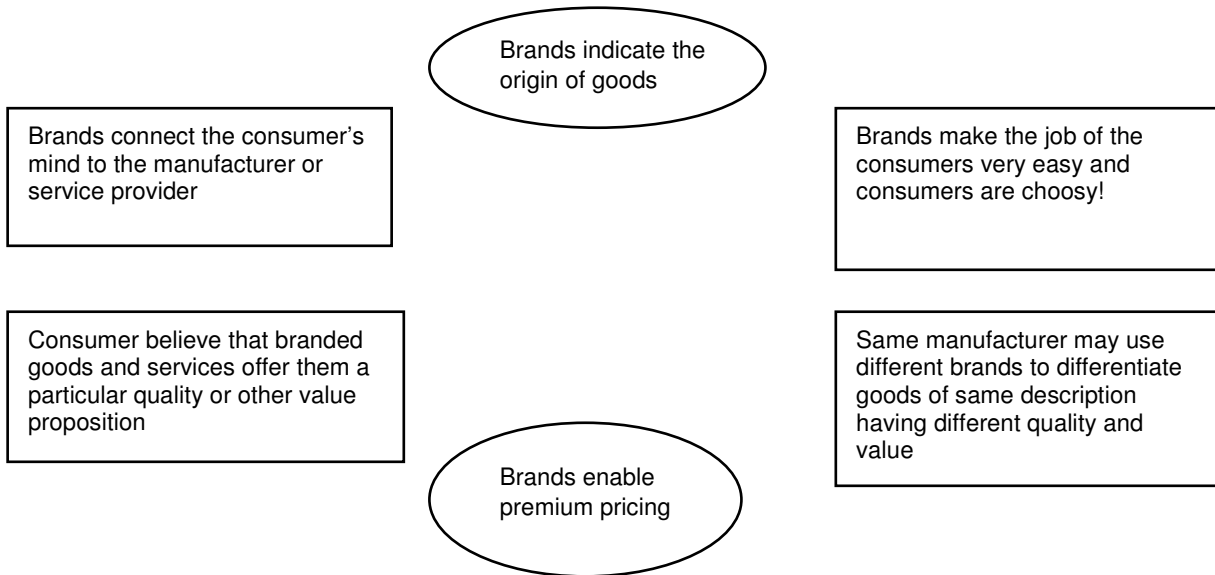 Brands indicate the
origin of goods
Brands connect the consumer's
mind to the manufacturer or
service provider
Brands make the job of the
consumers very easy and
consumers are choosy!
Consumer believe that branded
goods and services offer them a
particular quality or other value
proposition
Same manufacturer may use
different brands to differentiate
goods of same description
having different quality and
value
Brands enable
premium pricing